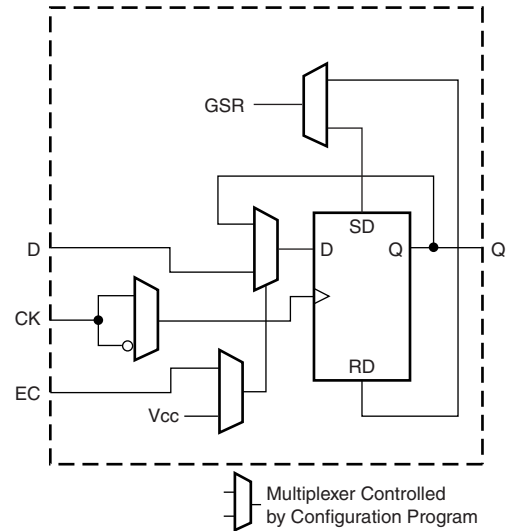 GSR
SD
D
D
Q
Q
CK
RD
EC
Vcc
Multiplexer Controlled
by Configuration Program